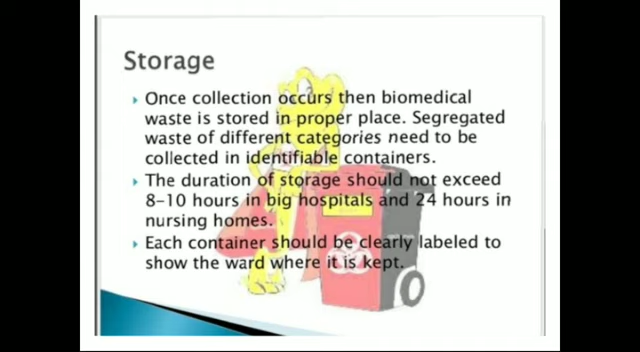 Storage
Once collection occurs then biomedical
waste is stored in proper place. Segregated
waste of different categories need to be
collected in identifiable containers.
The duration of storage should not exceed
8-10 hours in big hospitals and 24 hours in
nursing homes.
Each container should be clearly labeled to
show the ward where it is kept.